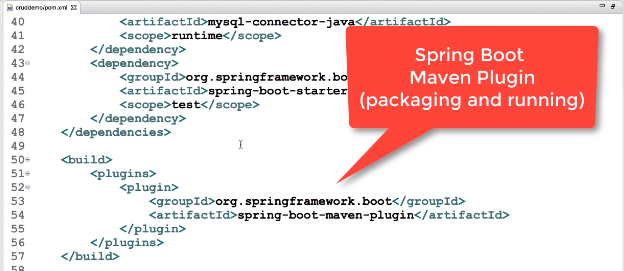 cruddemo/pom.xml
40 <artifactId>mysql-connector-java</artifactId>
41 <scope>runtime</scope>
42 </dependency>
43 <dependency>
44 <groupId>org.springframework.bo
45 <artifactId>spring-boot-starter
46 <scope>test</scope>
47 </dependency>
48 </dependencies>
49
50 <build>
51 <plugins>
52 <plugin>
53 <groupId>org.springframework.boot</groupId>
54 <artifactId>spring-boot-maven-plugin</artifactId>
55 </plugin>
56 </plugins>
57 </build>
58
Spring Boot
Maven Plugin
(packaging and running)